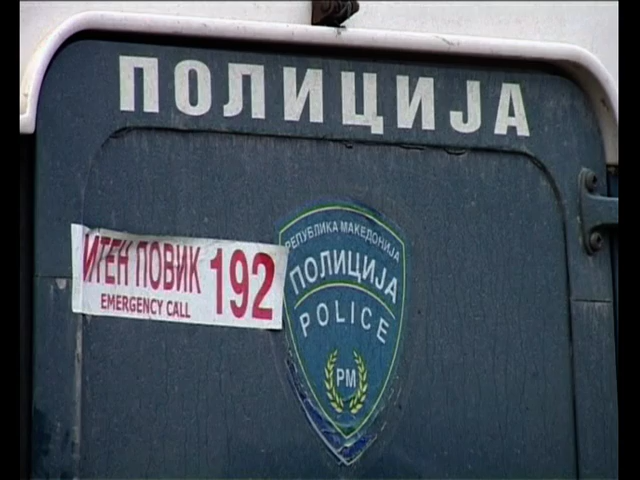 ПОЛИЦИЈА
ИТЕН ПОВИК 192
EMERGENCY CALL
РЕПУБЛИКА МАКЕДОНИЈА
ПОЛИЦИЈА
POLICE
РМ